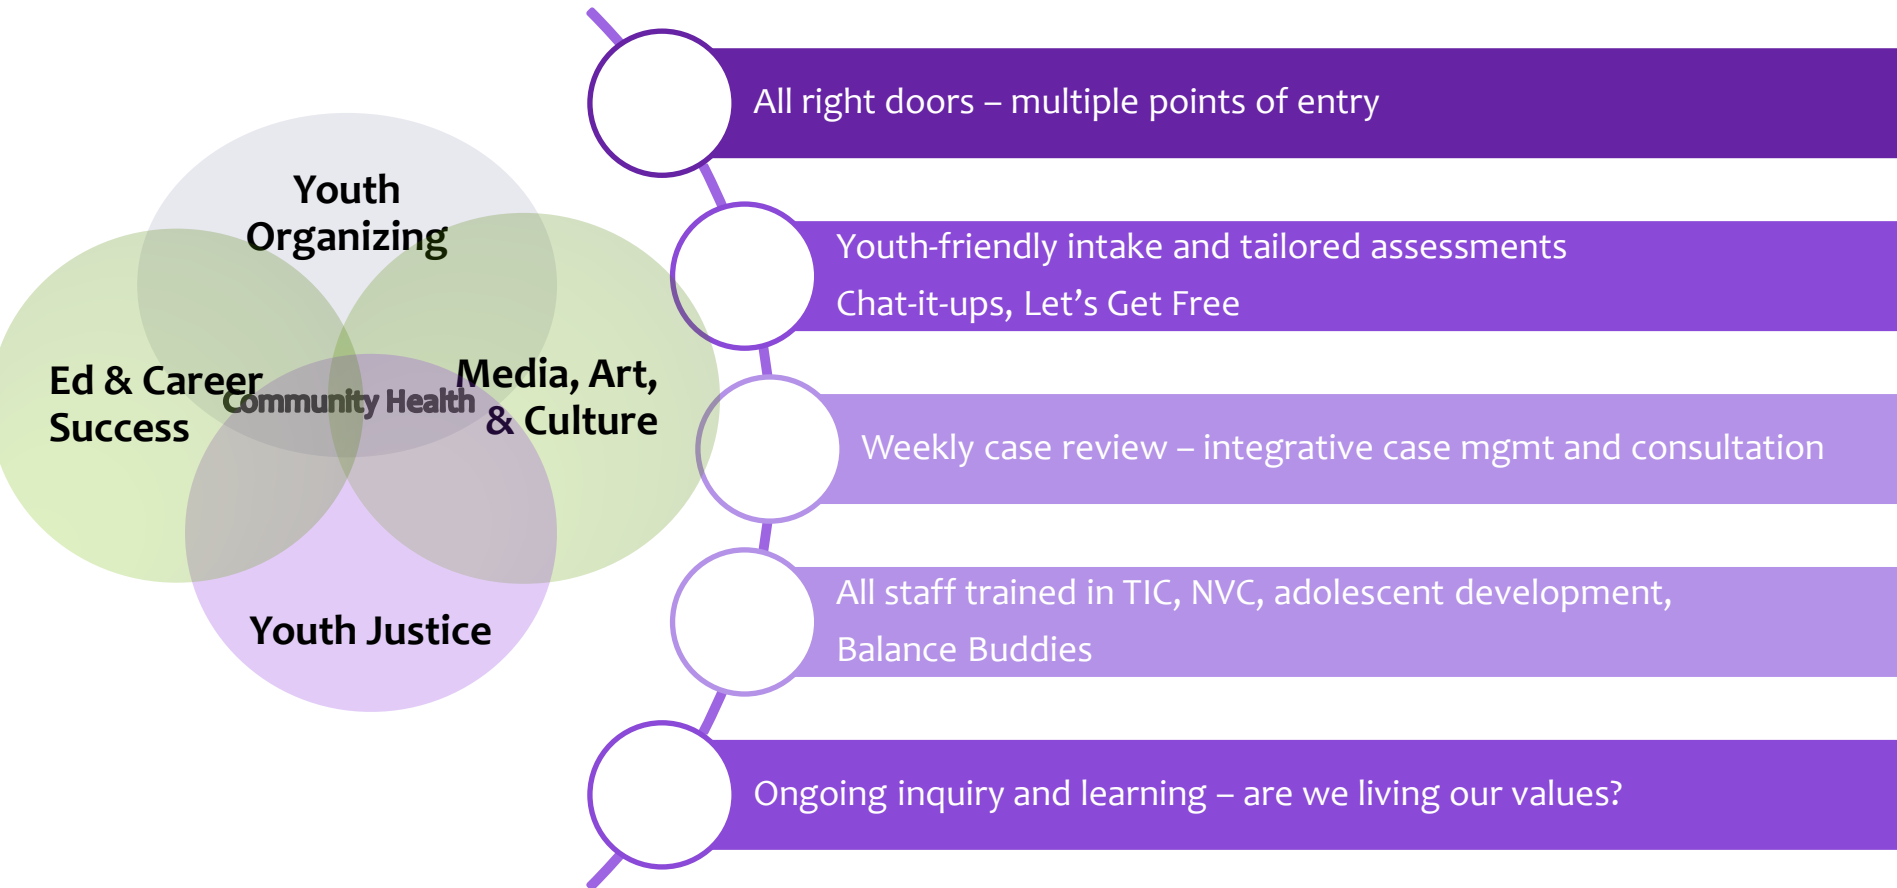 Youth
Organizing
Ed & Career
Success
Community Health
Media, Art,
& Culture
Youth Justice
All right doors – multiple points of entry
Youth-friendly intake and tailored assessments
Chat-it-ups, Let’s Get Free
Weekly case review – integrative case mgmt and consultation
All staff trained in TIC, NVC, adolescent development,
Balance Buddies
Ongoing inquiry and learning – are we living our values?